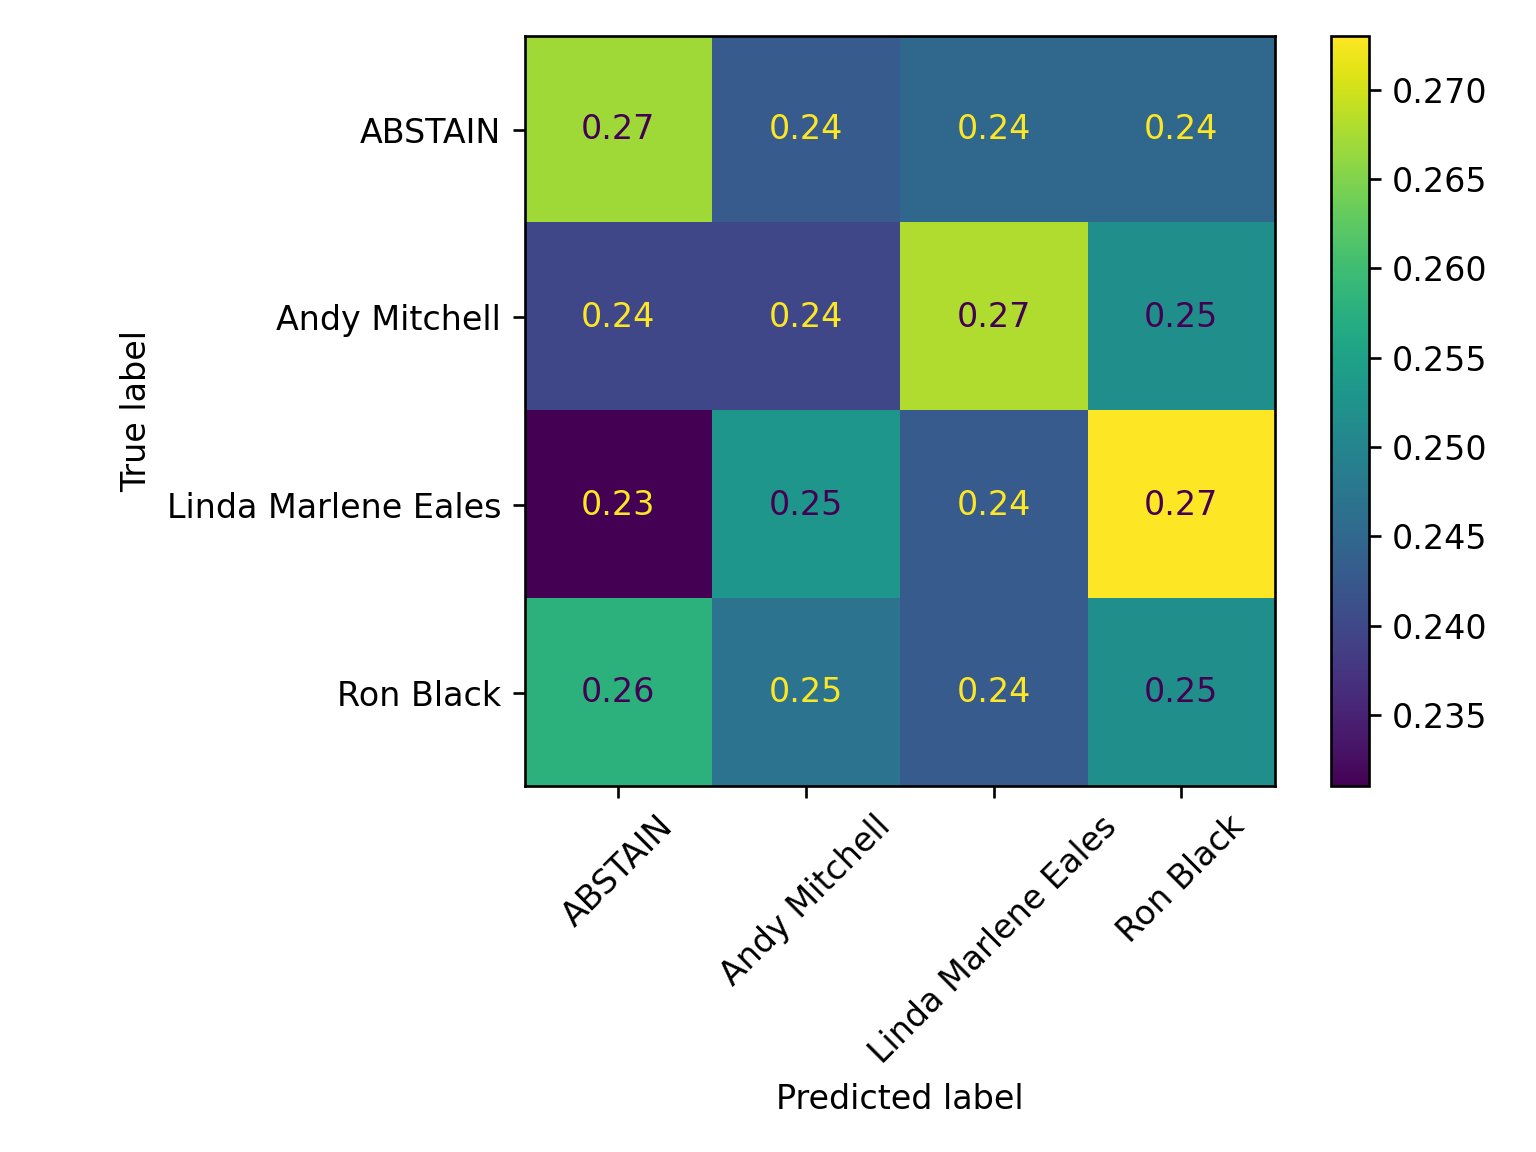 ABSTAIN 0.27 0.24 0.24 0.24
Andy Mitchell 0.24 0.24 0.27 0.25
Linda Marlene Eales 0.23 0.25 0.24 0.27
Ron Black 0.26 0.25 0.24 0.25
True label
ABSTAIN
Andy Mitchell
Linda Marlene Eales
Ron Black
Predicted label
0.270
0.265
0.260
0.255
0.250
0.245
0.240
0.235